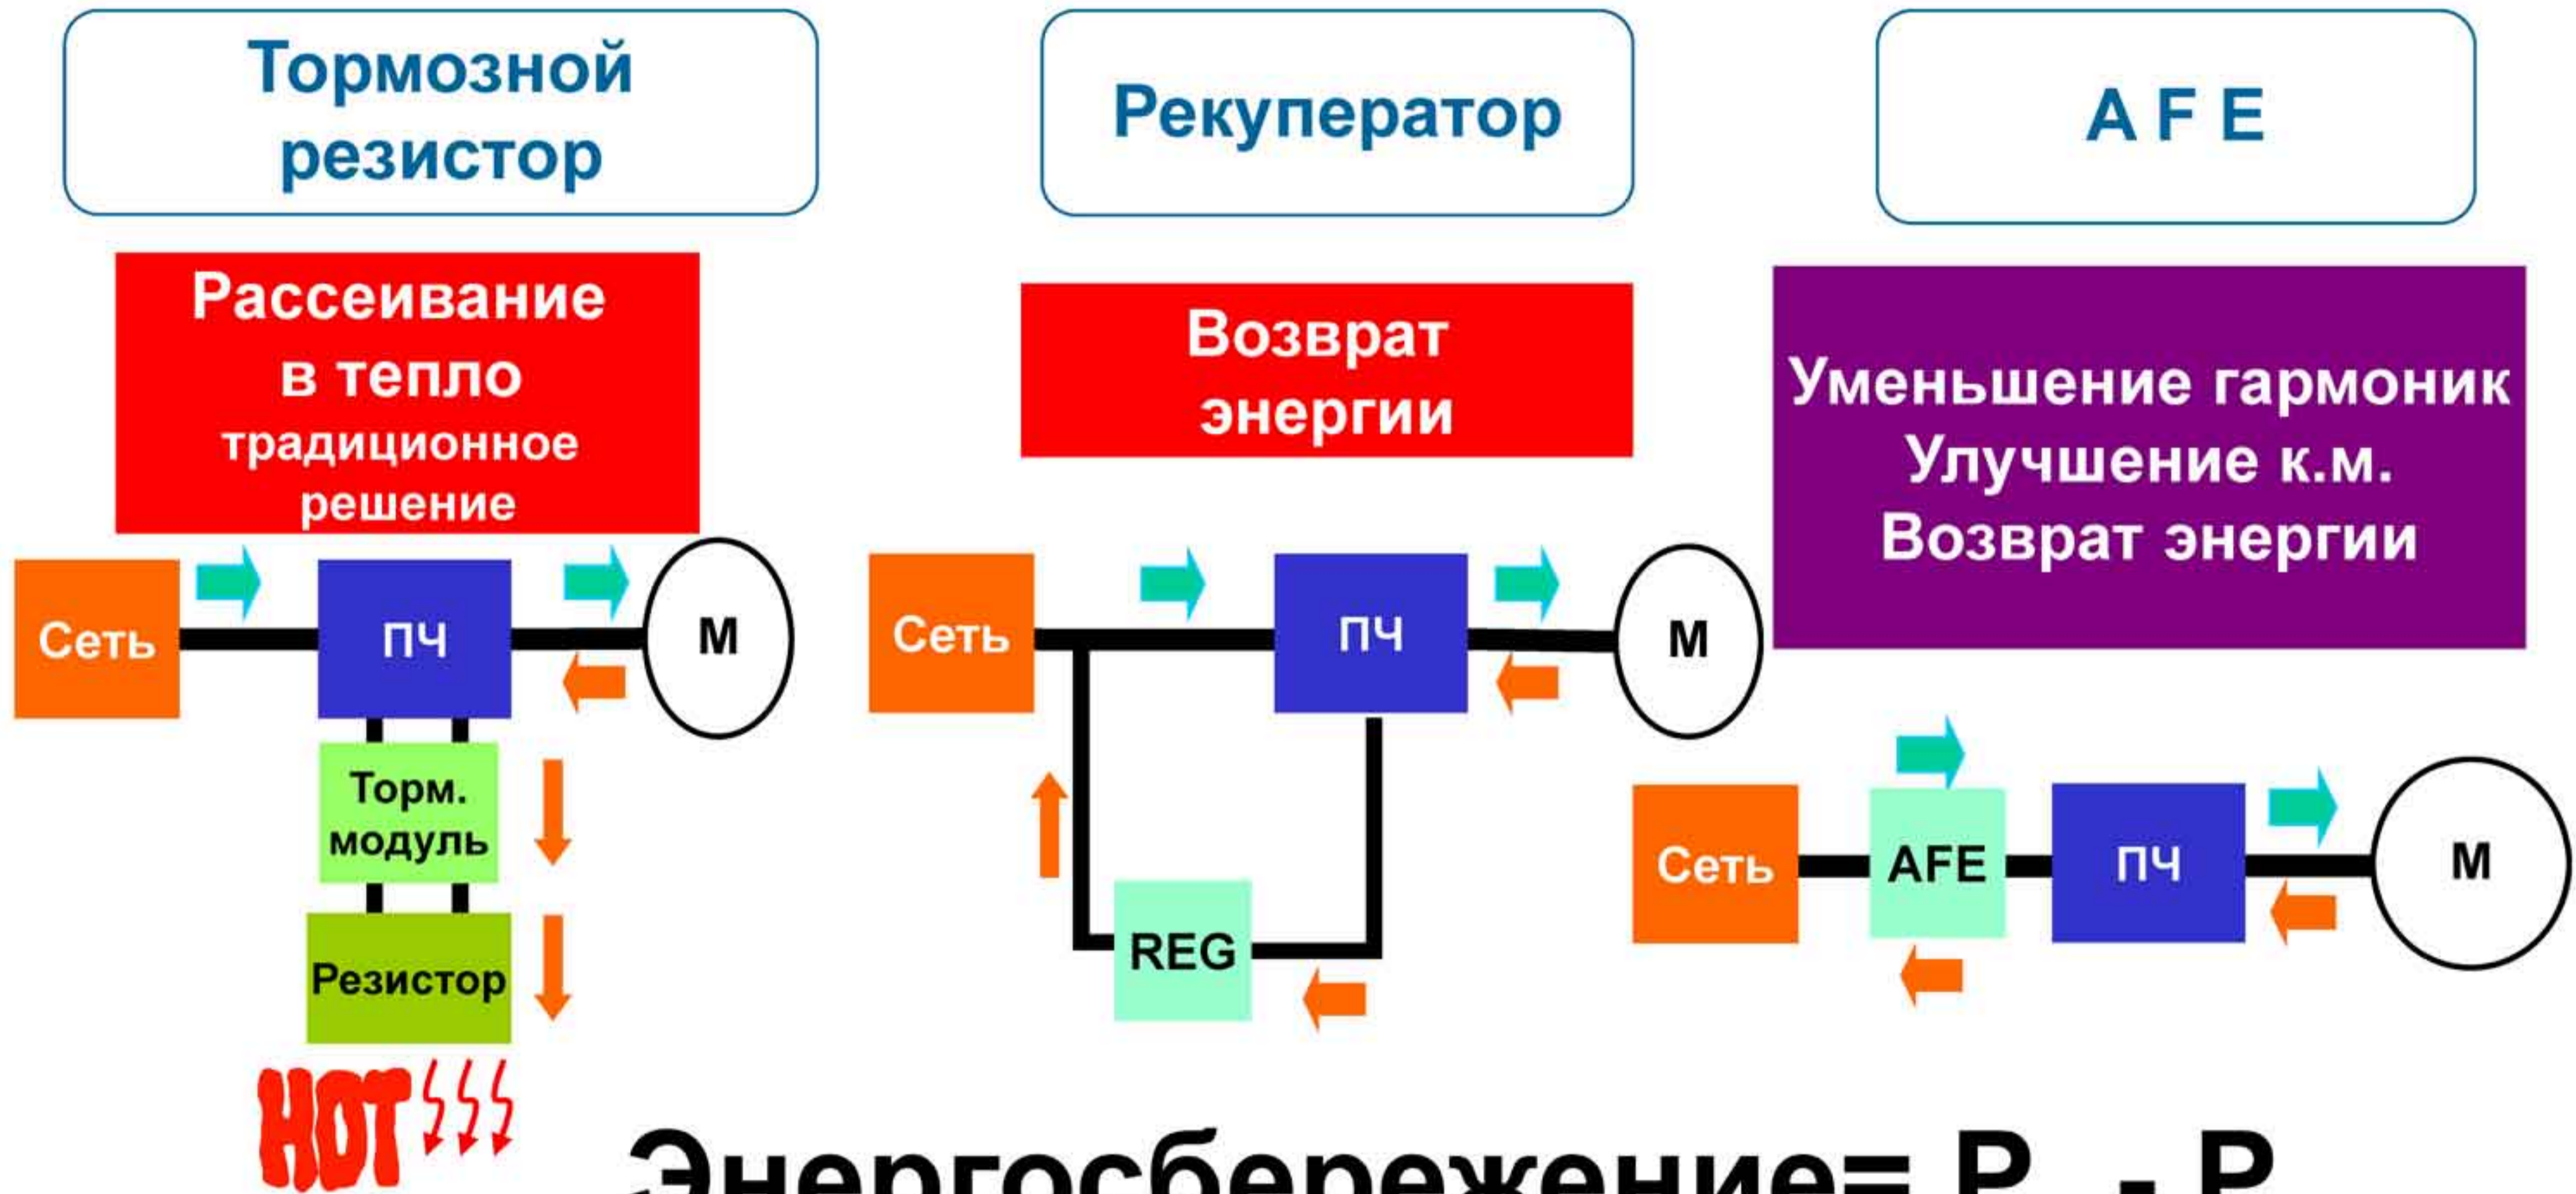 Тормозной
резистор
Рекуператор
A F E
Рассеивание
в тепло
традиционное
решение
Возврат
энергии
Уменьшение гармоник
Улучшение к.м.
Возврат энергии
Сеть
ПЧ
М
Торм.
модуль
Резистор
HOT
Сеть
ПЧ
М
REG
Сеть
AFE
ПЧ
М
Энергосбережение= P - P